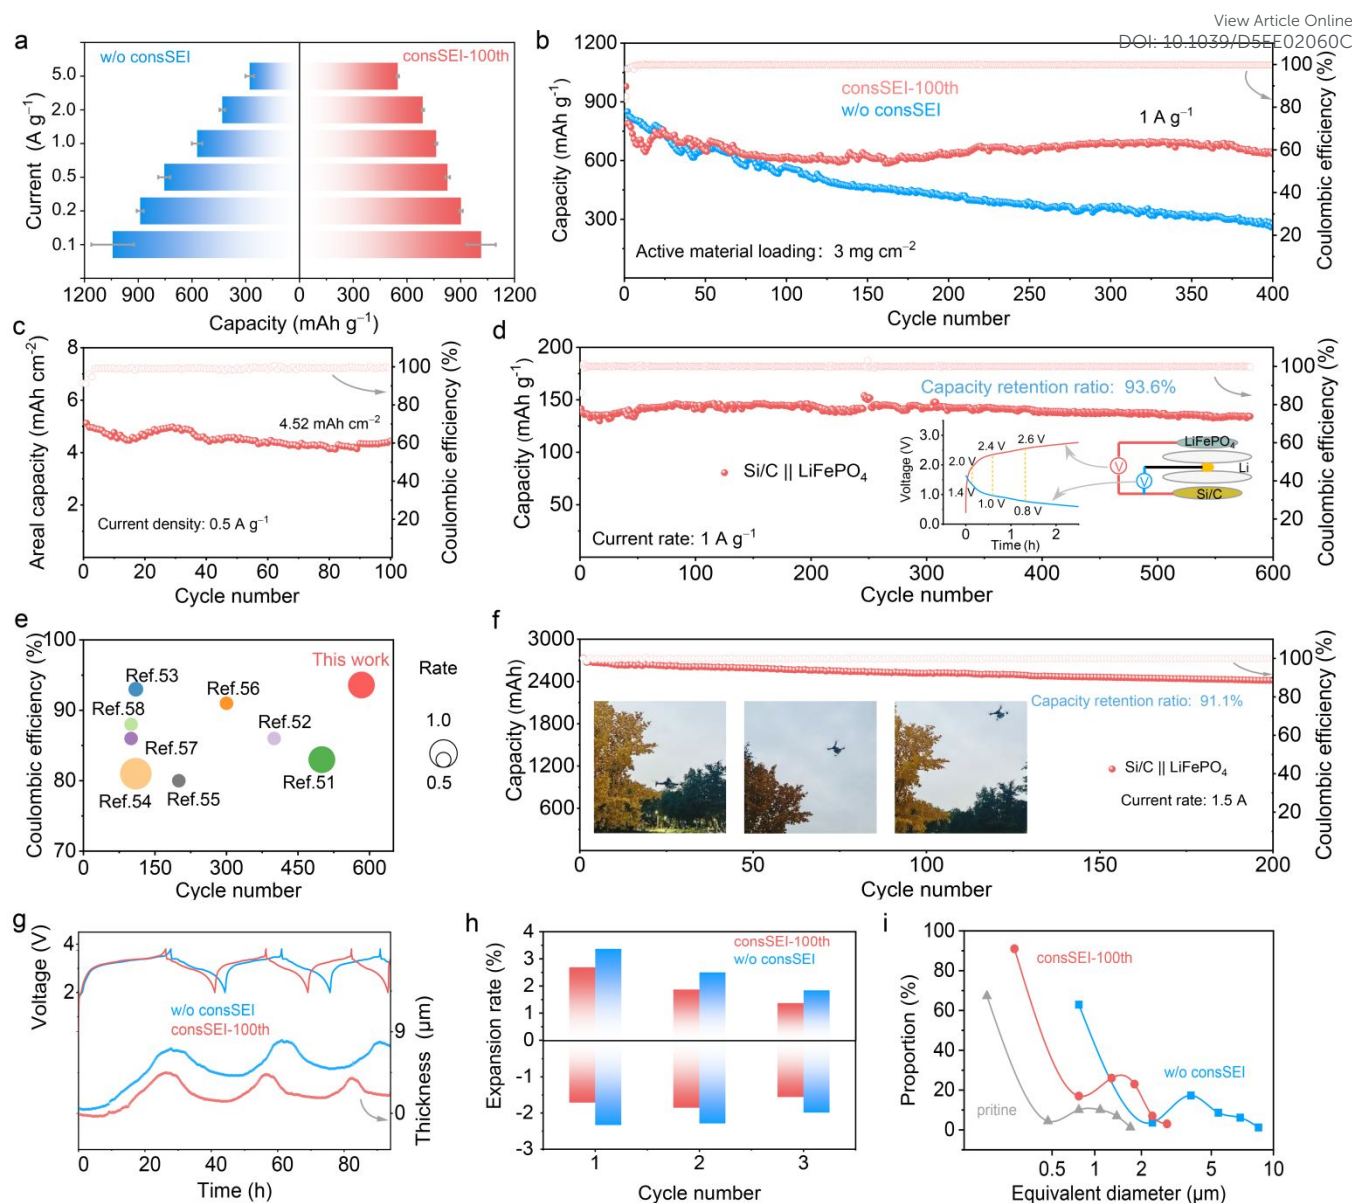 View Article Online
DOI: 10.1039/D5EE02060C
a
w/o consSEI
consSEI-100th
Current (A g⁻¹)
5.0
2.0
1.0
0.5
0.2
0.1
1200 900 600 300 0 300 600 900 1200
Capacity (mAh g⁻¹)
b
1200
900
600
300
Capacity (mAh g⁻¹)
consSEI-100th
w/o consSEI
1 A g⁻¹
Active material loading: 3 mg cm⁻²
100
80
60
40
20
Coulombic efficiency (%)
0 50 100 150 200 250 300 350 400
Cycle number
c
8
6
4
2
Areal capacity (mAh cm⁻²)
4.52 mAh cm⁻²
Current density: 0.5 A g⁻¹
100
80
60
40
20
Coulombic efficiency (%)
0 20 40 60 80 100
Cycle number
d
200
150
100
50
Capacity (mAh g⁻¹)
Capacity retention ratio: 93.6%
Si/C || LiFePO₄
Current rate: 1 A g⁻¹
Voltage (V)
3.0
2.0
1.0
0.0
2.0 V
2.4 V
2.6 V
1.4 V
1.0 V
0.8 V
0 1 2
Time (h)
LiFePO₄
V
V
Li
Si/C
100
80
60
40
20
Coulombic efficiency (%)
0 100 200 300 400 500 600
Cycle number
e
100
90
80
70
Coulombic efficiency (%)
This work
Ref.53
Ref.56
Ref.58
Ref.52
Ref.57
Ref.51
Ref.54
Ref.55
Rate
1.0
0.5
0 150 300 450 600
Cycle number
f
3000
2400
1800
1200
600
Capacity (mAh)
Capacity retention ratio: 91.1%
Si/C || LiFePO₄
Current rate: 1.5 A
100
80
60
40
20
Coulombic efficiency (%)
0 50 100 150 200
Cycle number
g
4
2
Voltage (V)
w/o consSEI
consSEI-100th
9
0
Thickness (μm)
0 20 40 60 80
Time (h)
h
4
3
2
1
0
-1
-2
-3
Expansion rate (%)
consSEI-100th
w/o consSEI
1 2 3
Cycle number
i
100
80
60
40
20
0
Proportion (%)
consSEI-100th
w/o consSEI
pritine
0.5 1 2 5 10
Equivalent diameter (μm)